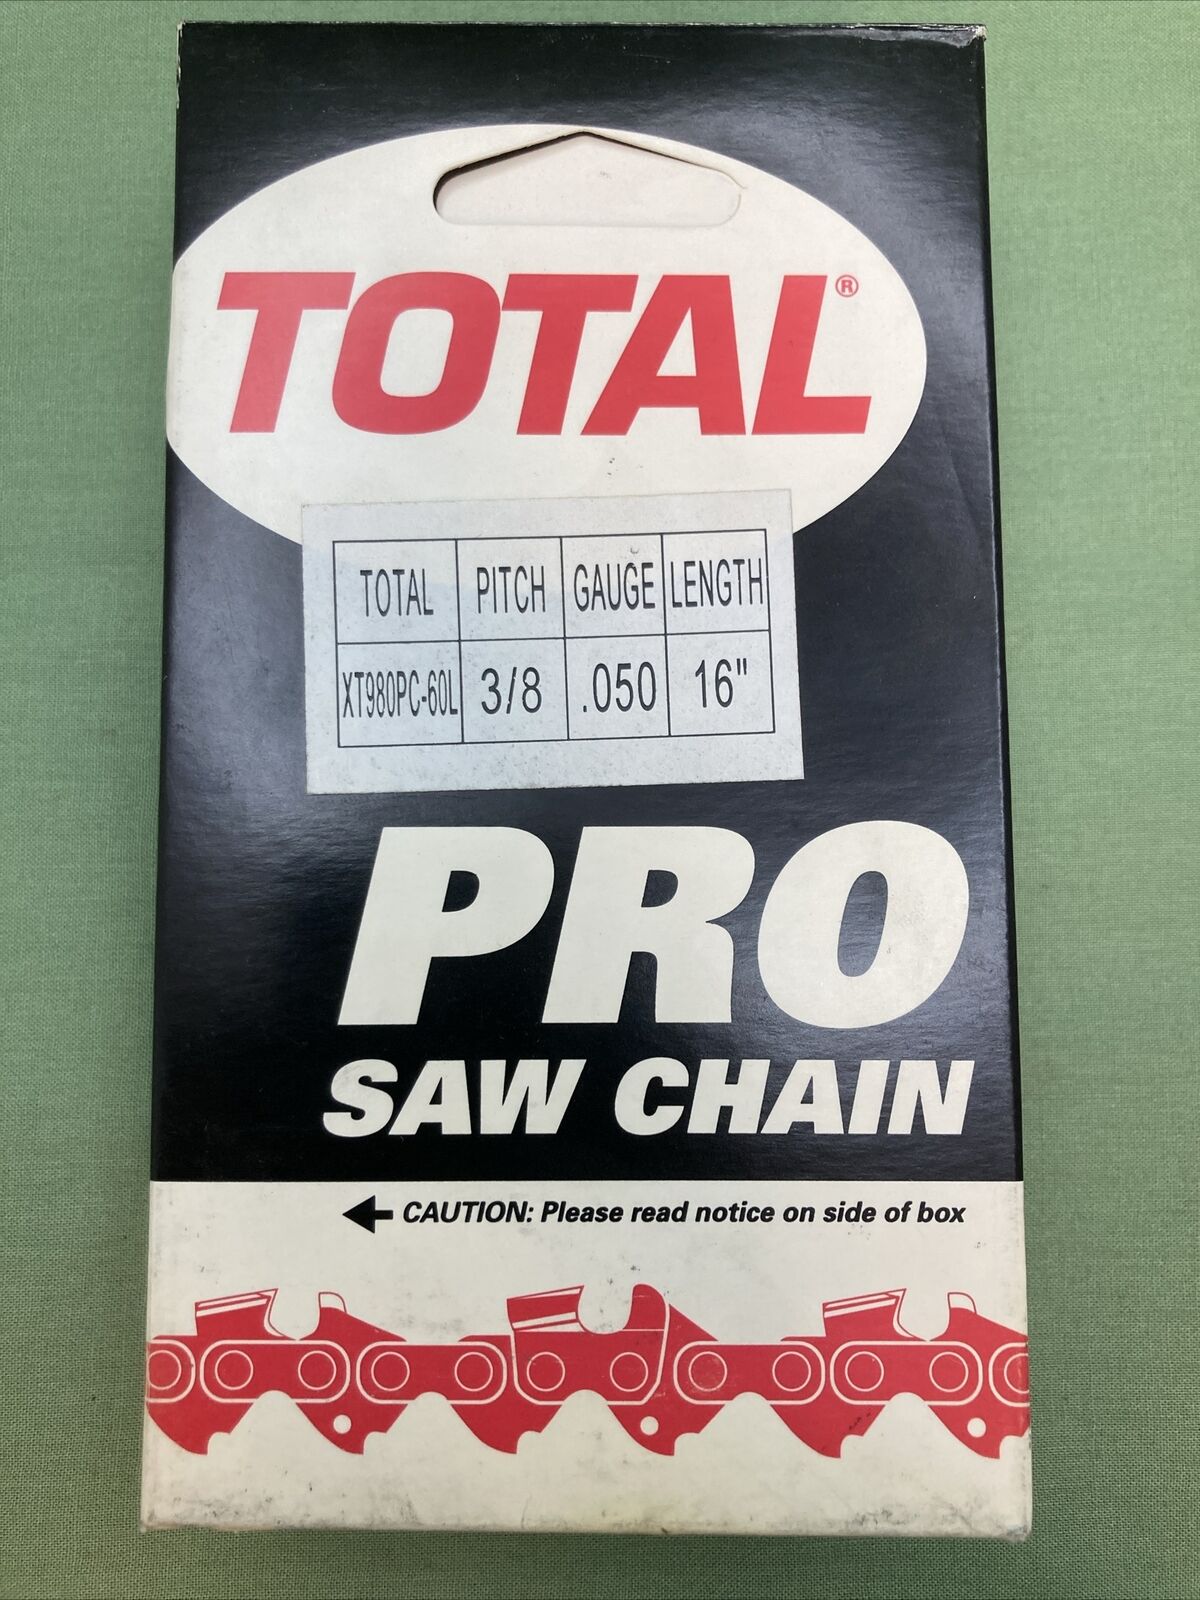 TOTAL®
TOTAL PITCH GAUGE LENGTH
XT980PC-60L 3/8 .050 16"
PRO
SAW CHAIN
CAUTION: Please read notice on side of box